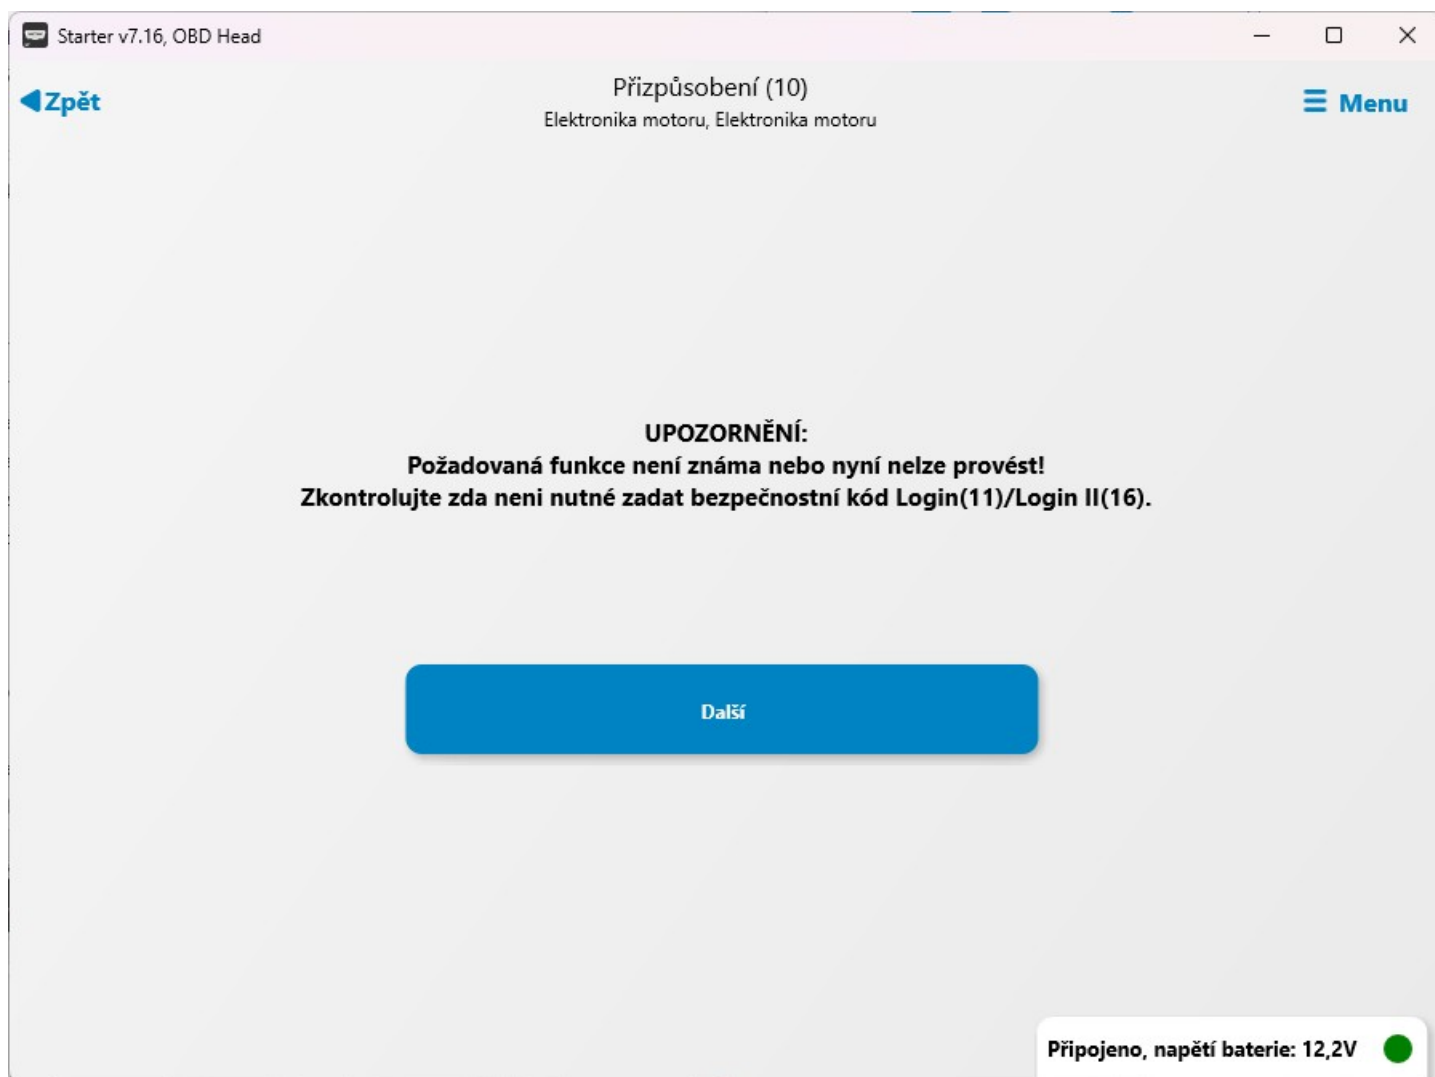 Starter v7.16, OBD Head
Zpět
Přizpůsobení (10)
Menu
Elektronika motoru, Elektronika motoru
UPOZORNĚNÍ:
Požadovaná funkce není známa nebo nyní nelze provést!
Zkontrolujte zda neni nutné zadat bezpečnostní kód Login(11)/Login II(16).
Další
Připojeno, napětí baterie: 12,2V